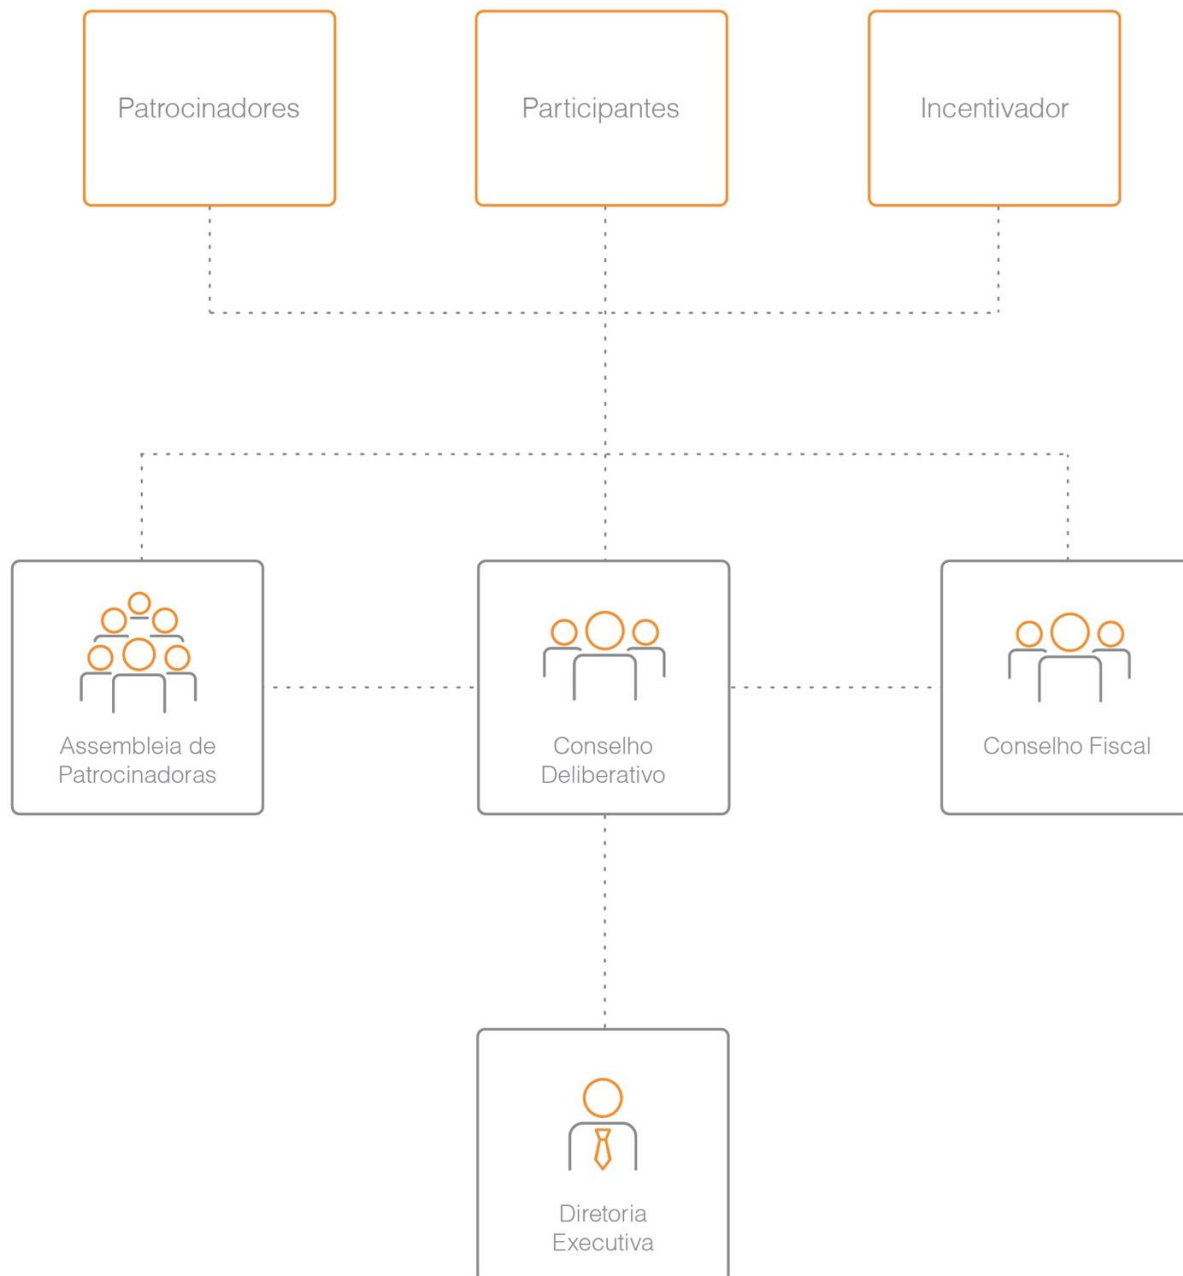 Patrocinadores
Participantes
Incentivador
Assembleia de
Patrocinadoras
Conselho
Deliberativo
Conselho Fiscal
Diretoria
Executiva